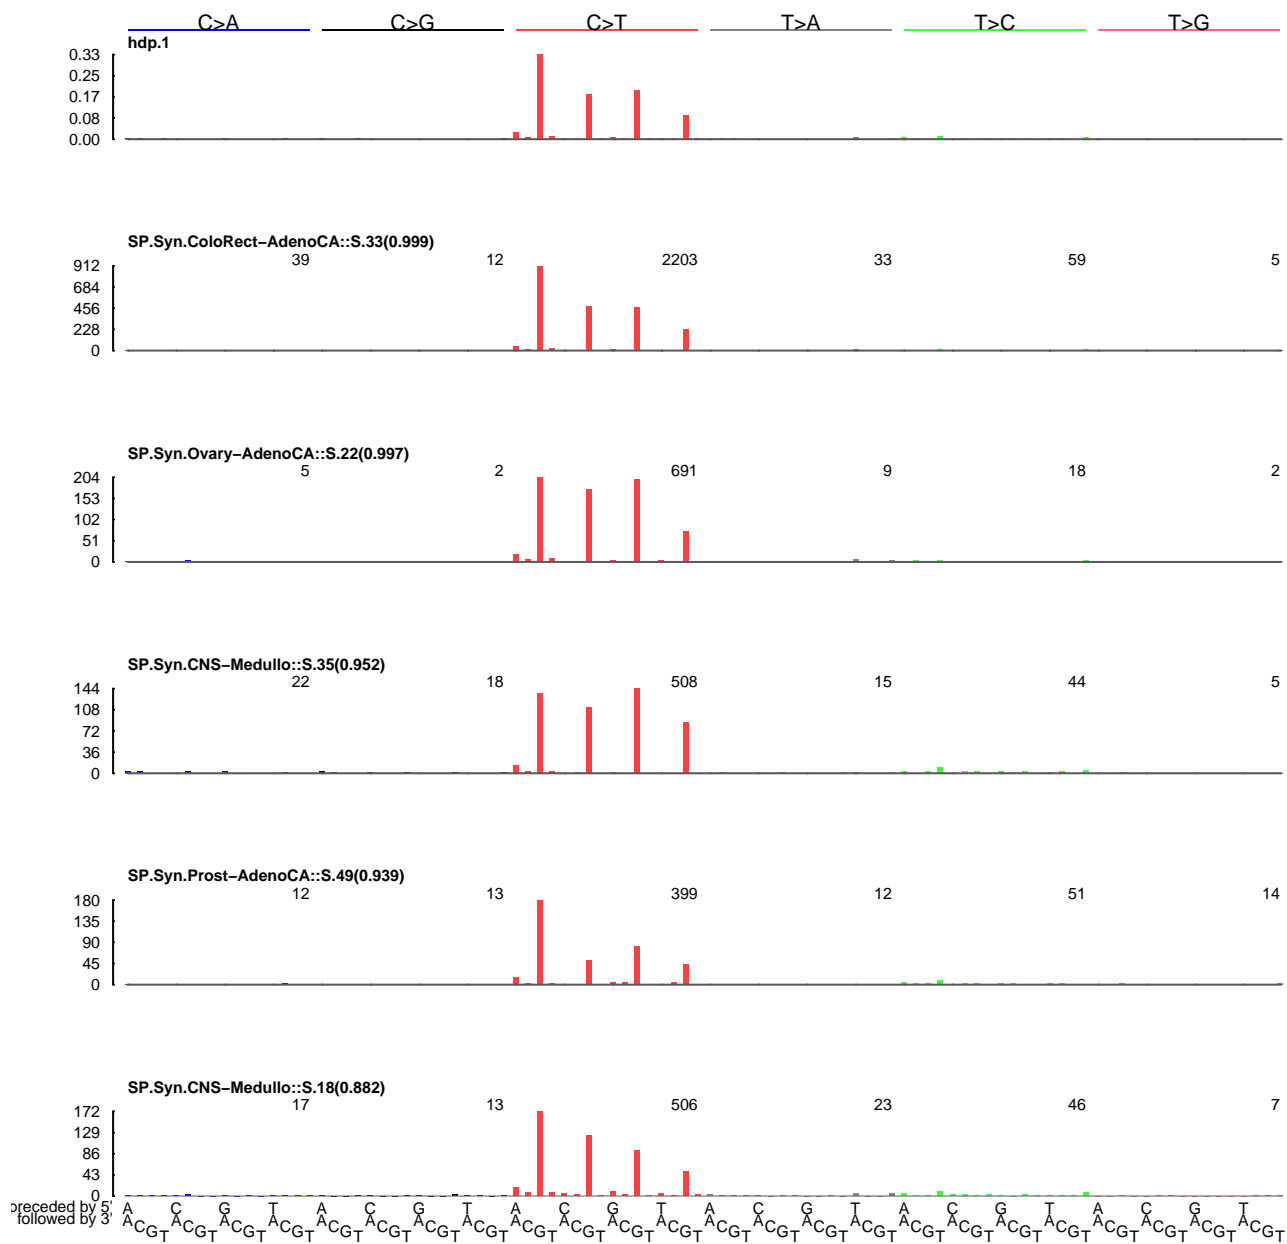 C>A C>G C>T T>A T>C T>G
hdp.1
0.33
0.25
0.17
0.08
0.00
SP.Syn.ColoRect−AdenoCA::S.33(0.999)
39 12 2203 33 59 5
912
684
456
228
0
SP.Syn.Ovary−AdenoCA::S.22(0.997)
5 2 691 9 18 2
204
153
102
51
0
SP.Syn.CNS−Medullo::S.35(0.952)
22 18 508 15 44 5
144
108
72
36
0
SP.Syn.Prost−AdenoCA::S.49(0.939)
12 13 399 12 51 14
180
135
90
45
0
SP.Syn.CNS−Medullo::S.18(0.882)
17 13 506 23 46 7
172
129
86
43
0
preceded by 5' A C G T A C G T A C G T A C G T A C G T A C G T
followed by 3' ACGTACGTACGTACGTACGTACGTACGTACGTACGTACGTACGTACGTACGTACGTACGTACGTACGTACGTACGTACGTACGTACGTACGTACGT